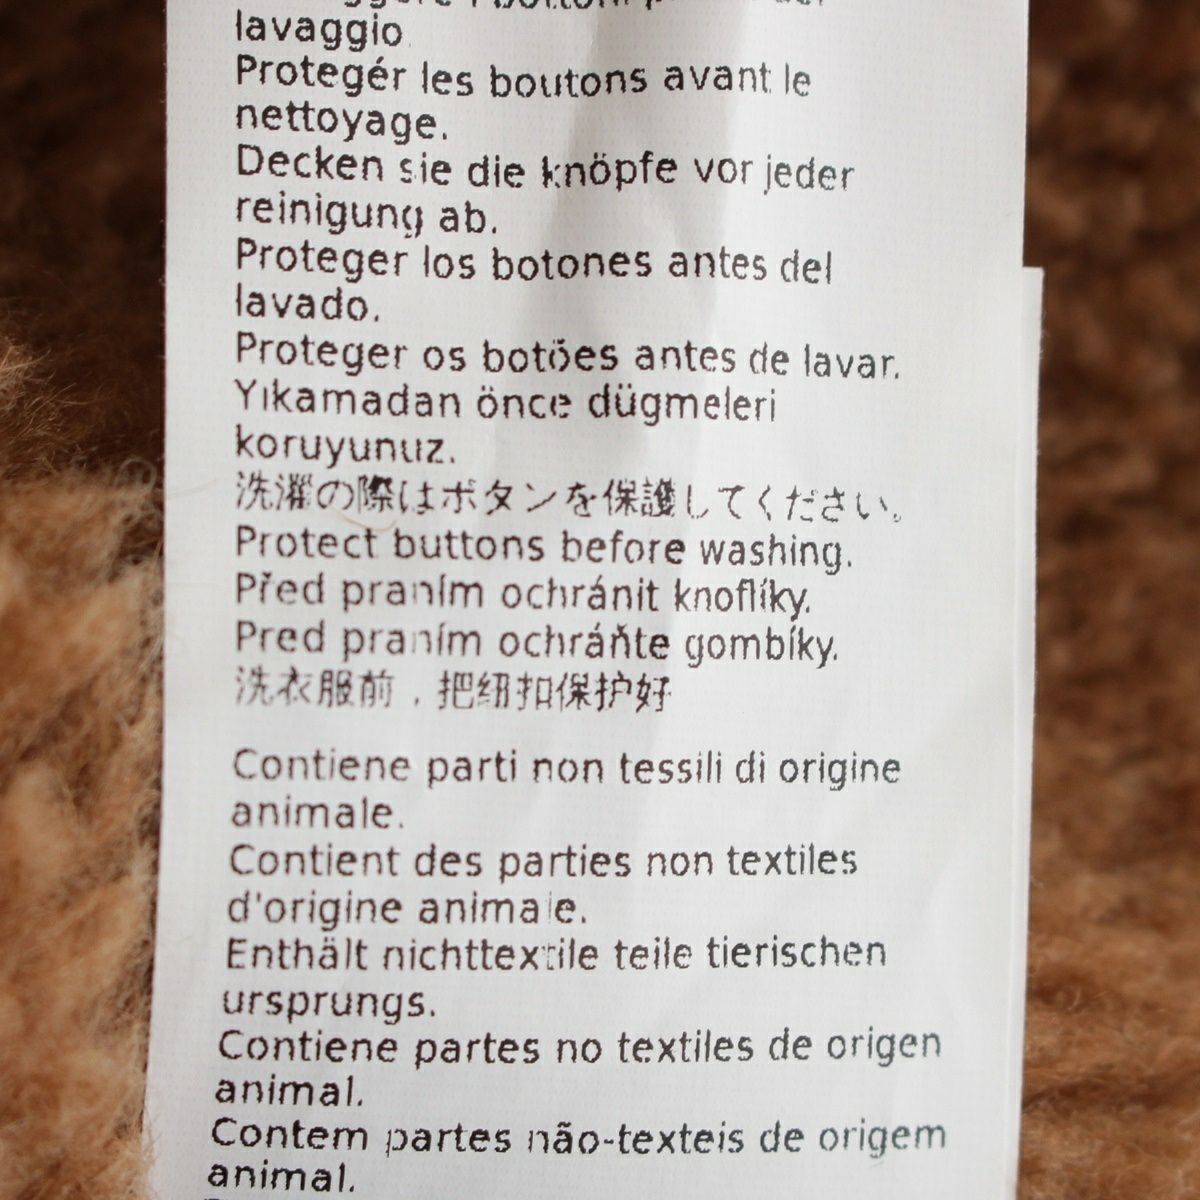 lavaggio.
Protegér les boutons avant le
nettoyage.
Decken sie die knöpfe vor jeder
reinigung ab.
Proteger los botones antes del
lavado.
Proteger os botões antes de lavar.
Yıkamadan önce dügmeleri
koruyunuz.
洗濯の際はボタンを保護してください。
Protect buttons before washing.
Před praním ochránit knoflíky.
Pred praním ochráňte gombíky.
洗衣服前，把纽扣保护好
Contiene parti non tessili di origine
animale.
Contient des parties non textiles
d'origine animale.
Enthält nichttextile teile tierischen
ursprungs.
Contiene partes no textiles de origen
animal.
Contem partes não-texteis de origem
animal.